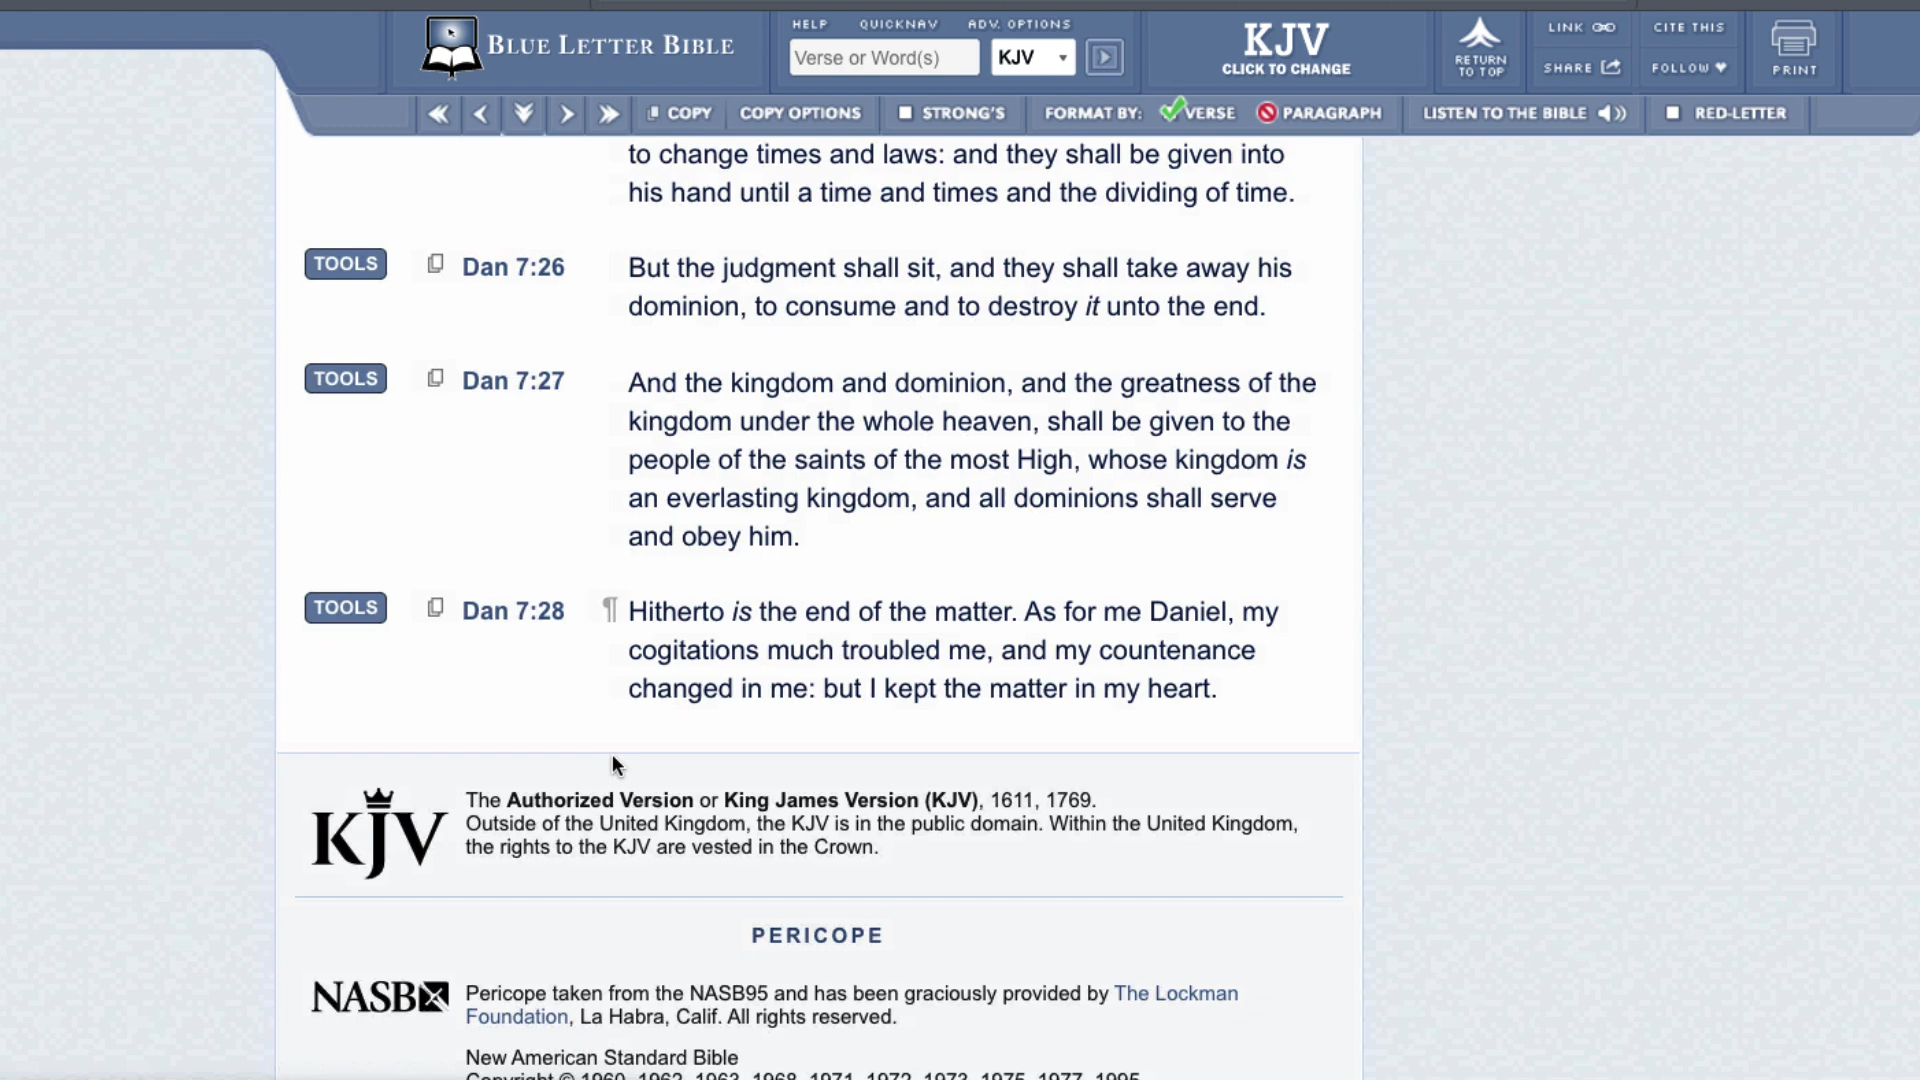 HELP QUICKNAV ADV. OPTIONS
BLUE LETTER BIBLE
Verse or Word(s) KJV
KJV
CLICK TO CHANGE
RETURN
TO TOP
LINK
SHARE
CITE THIS
FOLLOW
PRINT
COPY COPY OPTIONS STRONG'S FORMAT BY: VERSE PARAGRAPH LISTEN TO THE BIBLE RED-LETTER
to change times and laws: and they shall be given into
his hand until a time and times and the dividing of time.
TOOLS Dan 7:26 But the judgment shall sit, and they shall take away his
dominion, to consume and to destroy it unto the end.
TOOLS Dan 7:27 And the kingdom and dominion, and the greatness of the
kingdom under the whole heaven, shall be given to the
people of the saints of the most High, whose kingdom is
an everlasting kingdom, and all dominions shall serve
and obey him.
TOOLS Dan 7:28 ¶ Hitherto is the end of the matter. As for me Daniel, my
cogitations much troubled me, and my countenance
changed in me: but I kept the matter in my heart.
KJV
The Authorized Version or King James Version (KJV), 1611, 1769.
Outside of the United Kingdom, the KJV is in the public domain. Within the United Kingdom,
the rights to the KJV are vested in the Crown.
PERICOPE
NASB
Pericope taken from the NASB95 and has been graciously provided by The Lockman
Foundation, La Habra, Calif. All rights reserved.
New American Standard Bible
Copyright © 1960, 1962, 1963, 1968, 1971, 1972, 1973, 1975, 1977, 1995